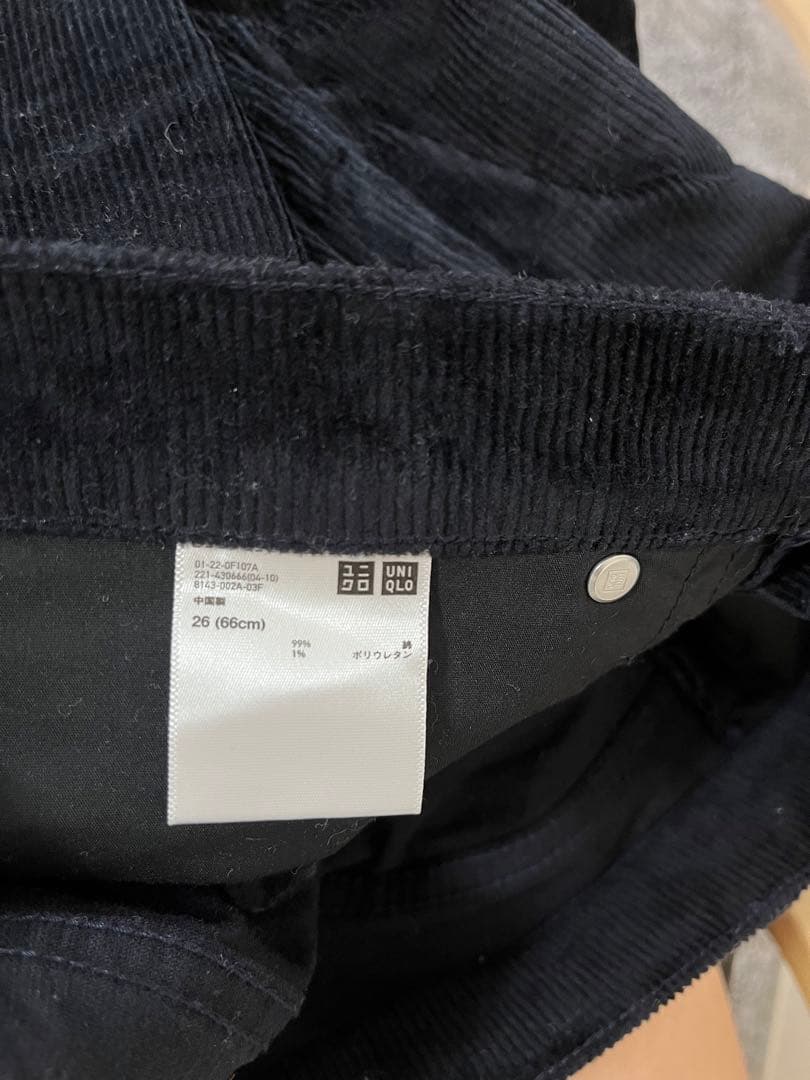 01-22-0F107A
221-430666(04-10)
8143-002A-03F
中国製
26 (66cm)
ユニクロ
UNIQLO
99% 綿
1% ポリウレタン